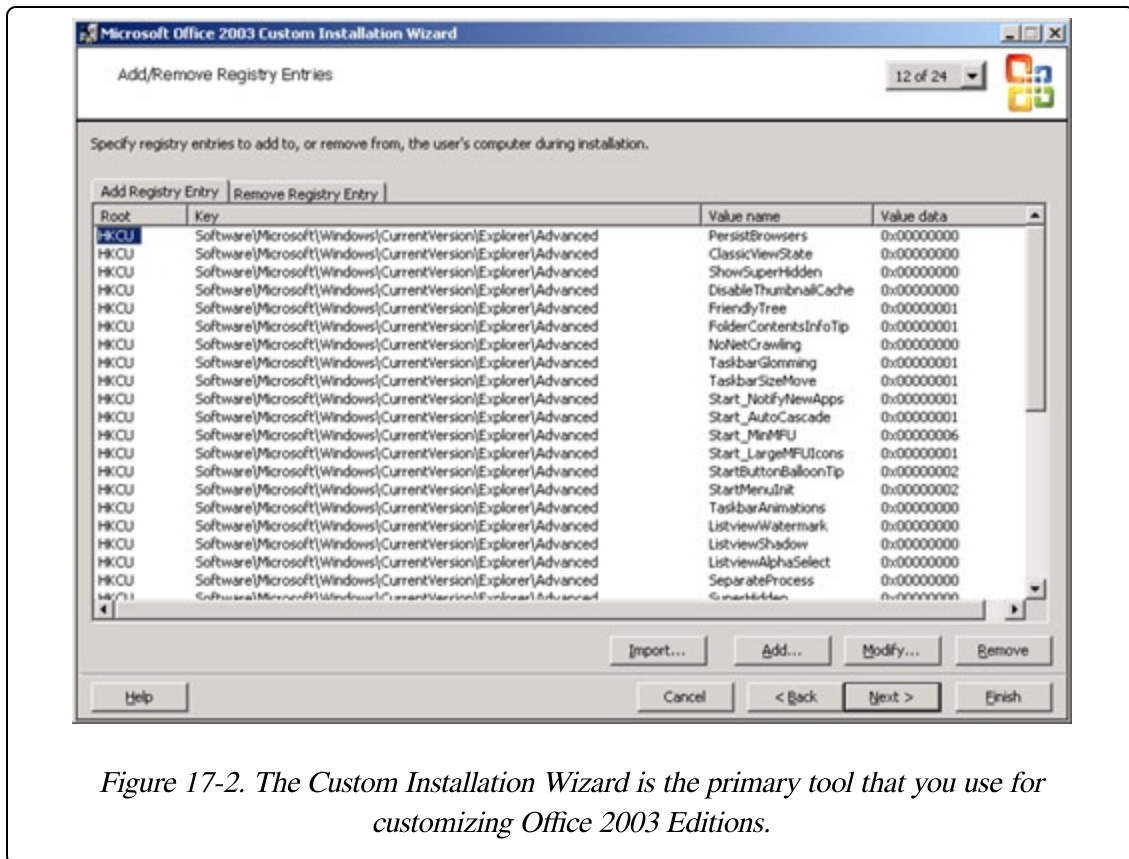 Microsoft Office 2003 Custom Installation Wizard
Add/Remove Registry Entries
12 of 24
Specify registry entries to add to, or remove from, the user's computer during installation.
Add Registry Entry Remove Registry Entry
Root Key Value name Value data
HKCU Software\Microsoft\Windows\CurrentVersion\Explorer\Advanced PersistBrowsers 0x00000000
HKCU Software\Microsoft\Windows\CurrentVersion\Explorer\Advanced ClassicViewState 0x00000000
HKCU Software\Microsoft\Windows\CurrentVersion\Explorer\Advanced ShowSuperHidden 0x00000000
HKCU Software\Microsoft\Windows\CurrentVersion\Explorer\Advanced DisableThumbnailCache 0x00000000
HKCU Software\Microsoft\Windows\CurrentVersion\Explorer\Advanced FriendlyTree 0x00000001
HKCU Software\Microsoft\Windows\CurrentVersion\Explorer\Advanced FolderContentsInfoTip 0x00000001
HKCU Software\Microsoft\Windows\CurrentVersion\Explorer\Advanced NoNetCrawling 0x00000000
HKCU Software\Microsoft\Windows\CurrentVersion\Explorer\Advanced TaskbarGlomming 0x00000001
HKCU Software\Microsoft\Windows\CurrentVersion\Explorer\Advanced TaskbarSizeMove 0x00000001
HKCU Software\Microsoft\Windows\CurrentVersion\Explorer\Advanced Start_NotifyNewApps 0x00000001
HKCU Software\Microsoft\Windows\CurrentVersion\Explorer\Advanced Start_AutoCascade 0x00000001
HKCU Software\Microsoft\Windows\CurrentVersion\Explorer\Advanced Start_MinMFU 0x00000006
HKCU Software\Microsoft\Windows\CurrentVersion\Explorer\Advanced Start_LargeMFUIcons 0x00000001
HKCU Software\Microsoft\Windows\CurrentVersion\Explorer\Advanced StartButtonBalloonTip 0x00000002
HKCU Software\Microsoft\Windows\CurrentVersion\Explorer\Advanced StartMenuInit 0x00000002
HKCU Software\Microsoft\Windows\CurrentVersion\Explorer\Advanced TaskbarAnimations 0x00000000
HKCU Software\Microsoft\Windows\CurrentVersion\Explorer\Advanced ListviewWatermark 0x00000000
HKCU Software\Microsoft\Windows\CurrentVersion\Explorer\Advanced ListviewShadow 0x00000000
HKCU Software\Microsoft\Windows\CurrentVersion\Explorer\Advanced ListviewAlphaSelect 0x00000000
HKCU Software\Microsoft\Windows\CurrentVersion\Explorer\Advanced SeparateProcess 0x00000000
HKCU Software\Microsoft\Windows\CurrentVersion\Explorer\Advanced SuperHidden 0x00000000
Import... Add... Modify... Remove
Help Cancel < Back Next > Finish
Figure 17-2. The Custom Installation Wizard is the primary tool that you use for
customizing Office 2003 Editions.